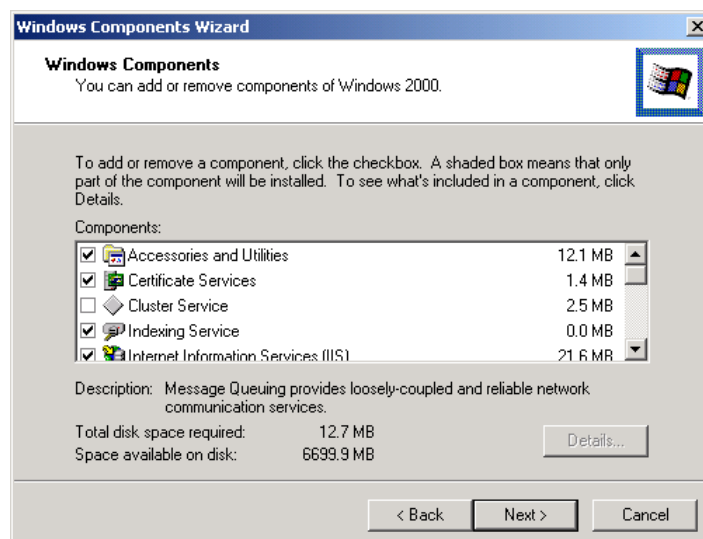 Windows Components Wizard
Windows Components
You can add or remove components of Windows 2000.
To add or remove a component, click the checkbox. A shaded box means that only
part of the component will be installed. To see what's included in a component, click
Details.
Components:
Accessories and Utilities 12.1 MB
Certificate Services 1.4 MB
Cluster Service 2.5 MB
Indexing Service 0.0 MB
Internet Information Services (IIS) 21.6 MB
Description: Message Queuing provides loosely-coupled and reliable network
communication services.
Total disk space required: 12.7 MB
Space available on disk: 6699.9 MB
Details...
< Back Next > Cancel